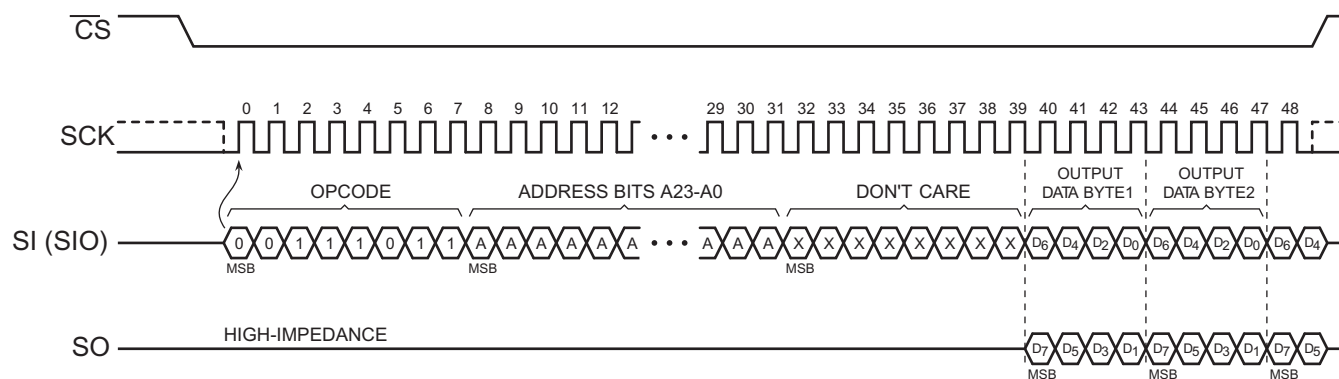 CS
0 1 2 3 4 5 6 7 8 9 10 11 12 29 30 31 32 33 34 35 36 37 38 39 40 41 42 43 44 45 46 47 48
SCK • • •
OPCODE ADDRESS BITS A23-A0 DON'T CARE OUTPUT DATA BYTE1 OUTPUT DATA BYTE2
SI (SIO) 0 0 1 1 1 0 1 1 A A A A A A • • • A A A X X X X X X X X D6 D4 D2 D0 D6 D4 D2 D0 D6 D4
MSB MSB MSB
HIGH-IMPEDANCE
SO D7 D5 D3 D1 D7 D5 D3 D1 D7 D5
MSB MSB MSB